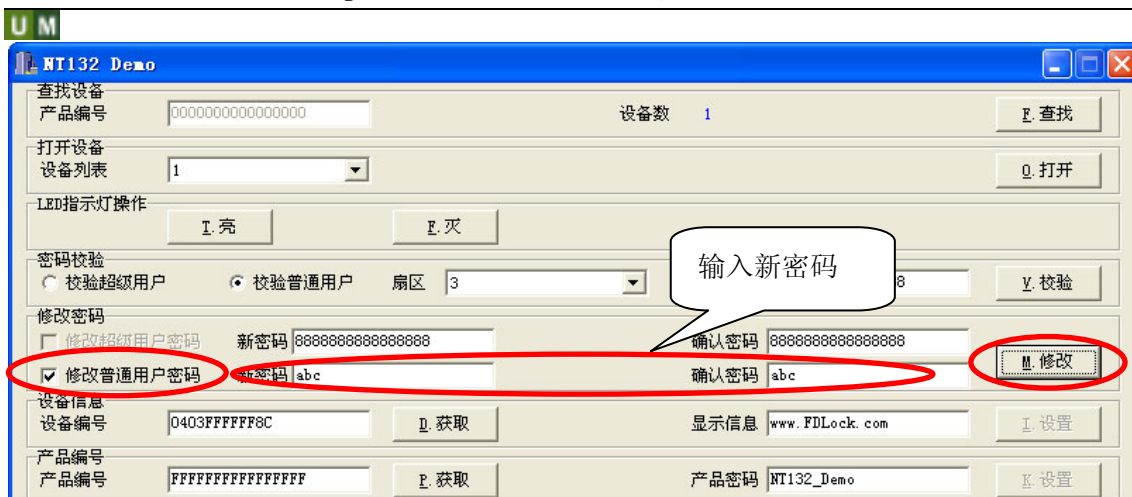 U M
NT132 Demo
查找设备
产品编号 0000000000000000 设备数 1 F.查找
打开设备
设备列表 1 O.打开
LED指示灯操作
T.亮 E.灭
密码校验
校验超级用户 校验普通用户 扇区 3 8 V.校验
输入新密码
修改密码
修改超级用户密码 新密码 8888888888888888 确认密码 8888888888888888
修改普通用户密码 新密码 abc 确认密码 abc M.修改
设备信息
设备编号 0403FFFFFF8C D.获取 显示信息 www.FDLock.com I.设置
产品编号
产品编号 FFFFFFFFFFFFFFFF P.获取 产品密码 NT132_Demo K.设置